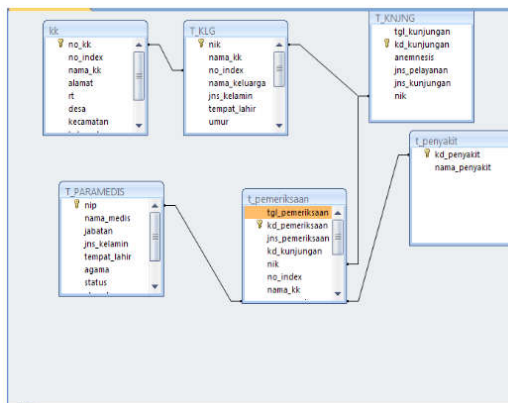 kk
no_kk
no_index
nama_kk
alamat
rt
desa
kecamatan
T_KLG
nik
nama_KK
no_index
nama_keluarga
jns_kelamin
tempat_lahir
umur
T_KNJNG
tgl_kunjungan
kd_kunjungan
anemnesis
jns_pelayanan
jns_kunjungan
nik
t_penyakit
kd_penyakit
nama_penyakit
T_PARAMEDIS
nip
nama_medis
jabatan
jns_kelamin
tempat_lahir
agama
status
t_pemeriksaan
tgl_pemeriksaan
kd_pemeriksaan
jns_pemeriksaan
kd_kunjungan
nik
no_index
nama_kk